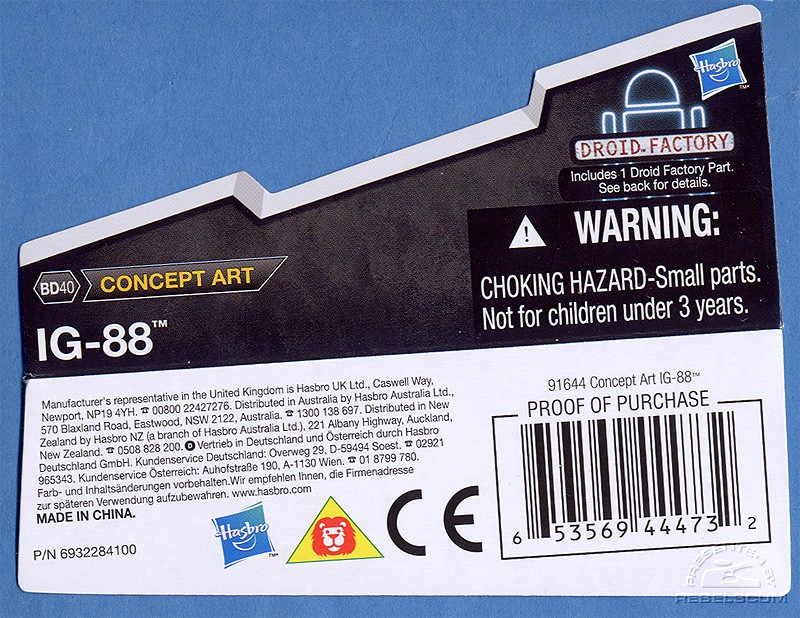 Hasbro
TM
DROID FACTORY
Includes 1 Droid Factory Part.
See back for details.
WARNING:
CHOKING HAZARD-Small parts.
Not for children under 3 years.
BD40 CONCEPT ART
IG-88™
Manufacturer's representative in the United Kingdom is Hasbro UK Ltd., Caswell Way,
Newport, NP19 4YH. ☎ 00800 22427276. Distributed in Australia by Hasbro Australia Ltd.,
570 Blaxland Road, Eastwood, NSW 2122, Australia. ☎ 1300 138 697. Distributed in New
Zealand by Hasbro NZ (a branch of Hasbro Australia Ltd.), 221 Albany Highway, Auckland,
New Zealand. ☎ 0508 828 200. D Vertrieb in Deutschland und Österreich durch Hasbro
Deutschland GmbH. Kundenservice Deutschland: Overweg 29, D-59494 Soest. ☎ 02921
965343. Kundenservice Österreich: Auhofstraße 190, A-1130 Wien. ☎ 01 8799 780.
Farb- und Inhaltsänderungen vorbehalten. Wir empfehlen Ihnen, die Firmenadresse
zur späteren Verwendung aufzubewahren. www.hasbro.com
MADE IN CHINA.
P/N 6932284100
Hasbro
TM
CE
91644 Concept Art IG-88™
PROOF OF PURCHASE
6 53569 44473 2
PRESENTED BY
REBELSCUM